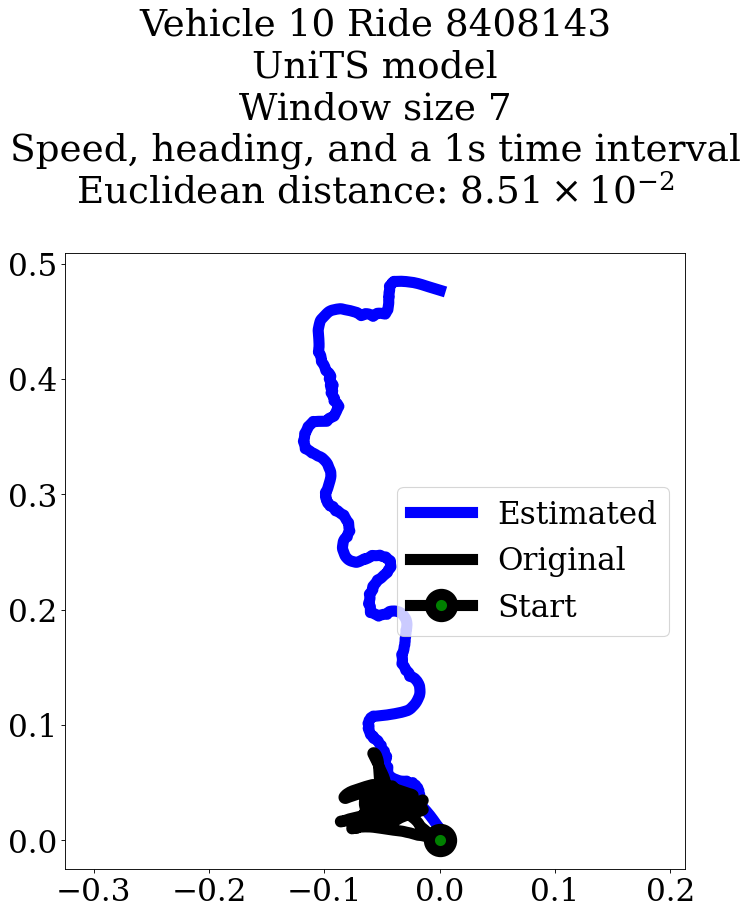 Vehicle 10 Ride 8408143
UniTS model
Window size 7
Speed, heading, and a 1s time interval
Euclidean distance: 8.51 × 10⁻²
0.5
0.4
0.3
0.2
0.1
0.0
Estimated
Original
Start
−0.3 −0.2 −0.1 0.0 0.1 0.2